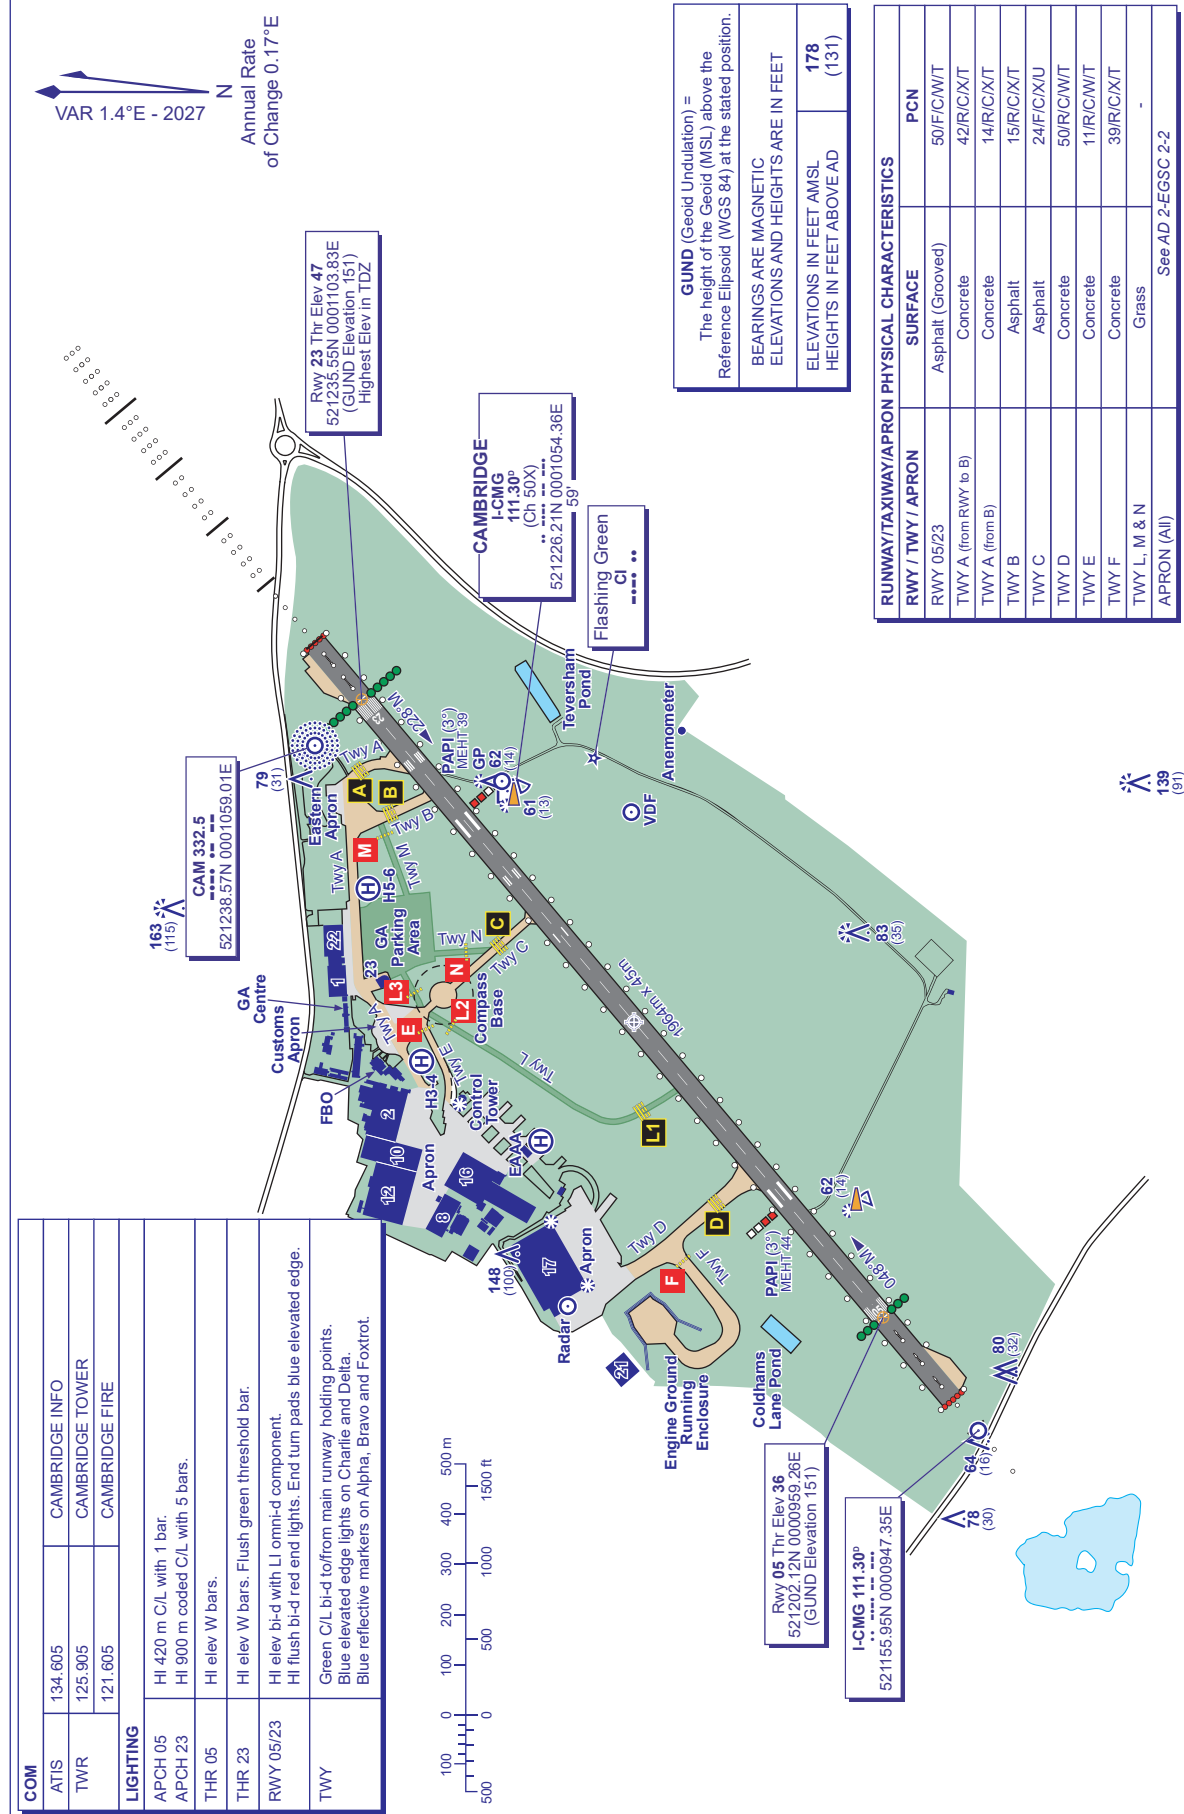 COM
ATIS 134.605 CAMBRIDGE INFO
TWR 125.905 CAMBRIDGE TOWER
121.605 CAMBRIDGE FIRE
LIGHTING
APCH 05 HI 420 m C/L with 1 bar.
APCH 23 HI 900 m coded C/L with 5 bars.
THR 05 HI elev W bars.
THR 23 HI elev W bars. Flush green threshold bar.
RWY 05/23 HI elev bi-d with LI omni-d component.
HI flush bi-d red end lights. End turn pads blue elevated edge.
TWY Green C/L bi-d to/from main runway holding points.
Blue elevated edge lights on Charlie and Delta.
Blue reflective markers on Alpha, Bravo and Foxtrot.
100 0 100 200 300 400 500 m
500 0 500 1000 1500 ft
VAR 1.4°E - 2027
N
Annual Rate
of Change 0.17°E
Rwy 23 Thr Elev 47
521235.55N 0001103.83E
(GUND Elevation 151)
Highest Elev in TDZ
CAM 332.5
521238.57N 0001059.01E
CAMBRIDGE
I-CMG
111.30D
(Ch 50X)
521226.21N 0001054.36E
59'
Flashing Green
CI
GUND (Geoid Undulation) =
The height of the Geoid (MSL) above the
Reference Elipsoid (WGS 84) at the stated position.
BEARINGS ARE MAGNETIC
ELEVATIONS AND HEIGHTS ARE IN FEET
ELEVATIONS IN FEET AMSL 178
HEIGHTS IN FEET ABOVE AD (131)
RUNWAY/TAXIWAY/APRON PHYSICAL CHARACTERISTICS
RWY / TWY / APRON SURFACE PCN
RWY 05/23 Asphalt (Grooved) 50/F/C/W/T
TWY A (from RWY to B) Concrete 42/R/C/X/T
TWY A (from B) Concrete 14/R/C/X/T
TWY B Asphalt 15/R/C/X/T
TWY C Asphalt 24/F/C/X/U
TWY D Concrete 50/R/C/W/T
TWY E Concrete 11/R/C/W/T
TWY F Concrete 39/R/C/X/T
TWY L, M & N Grass -
APRON (All) See AD 2-EGSC 2-2
Rwy 05 Thr Elev 36
521202.12N 0000959.26E
(GUND Elevation 151)
I-CMG 111.30D
521155.95N 0000947.35E
163
(115)
79
(31)
Eastern
Apron
Twy A
A
B
Twy B
M
Twy M
Twy A
H
H5-6
GA
Parking
Area
22
1
23
GA
Centre
Customs
Apron
FBO
Twy A
L3
E
L2
N
Twy N
C
Twy C
Compass
Base
H
H3-4
Twy E
Control
Tower
Twy L
L1
2
10
12
Apron
16
8
EAAA
H
148
(100)
17
Apron
Radar
21
Twy D
D
F
Twy F
Engine Ground
Running
Enclosure
Coldhams
Lane Pond
PAPI (3°)
MEHT 44
62
(14)
048°M
05
80
(32)
64
(16)
78
(30)
1964m x 45m
83
(35)
139
(91)
VDF
Anemometer
Teversham
Pond
PAPI (3°)
MEHT 39
GP
62
(14)
61
(13)
228°M
23